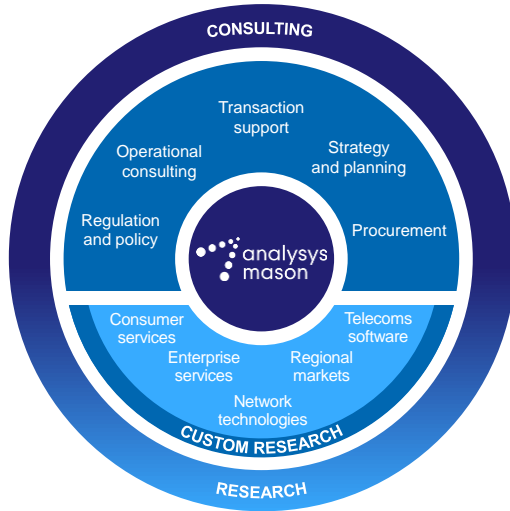 CONSULTING
Transaction
support
Strategy
and planning
Operational
consulting
Regulation
and policy
Procurement
analysys
mason
Consumer
services
Telecoms
software
Enterprise
services
Regional
markets
Network
technologies
CUSTOM RESEARCH
RESEARCH